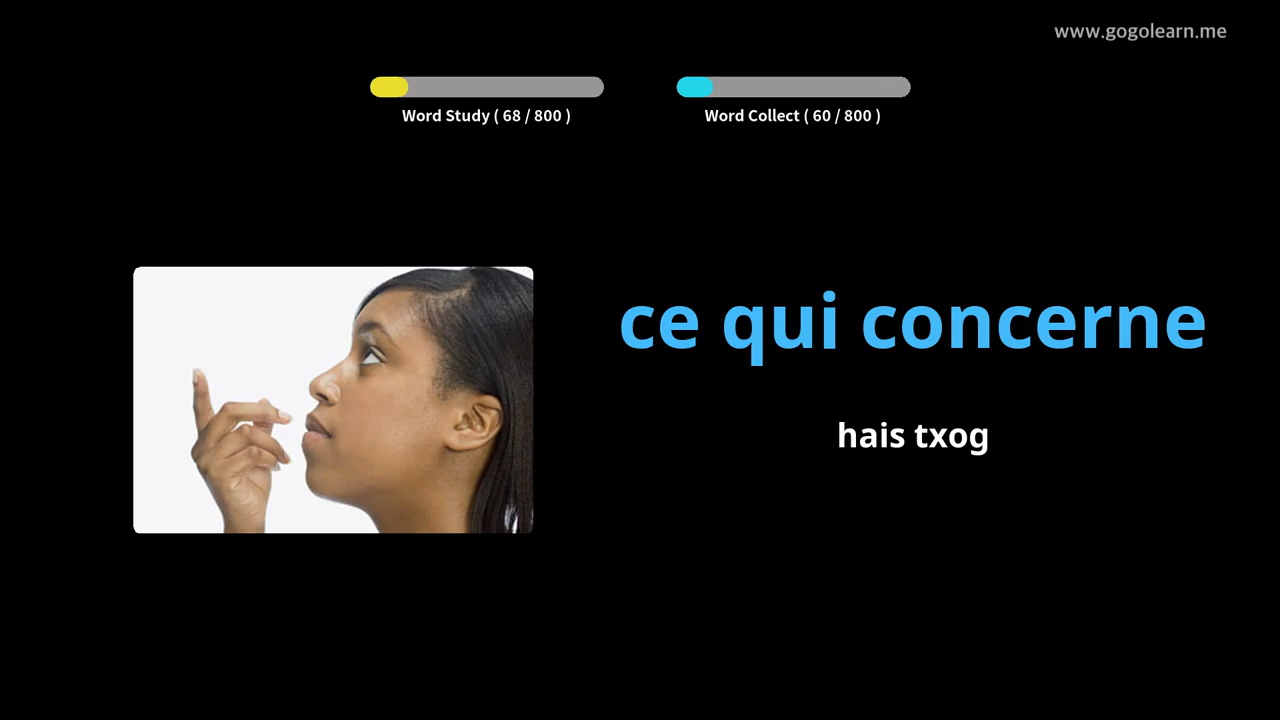 www.gogolearn.me
Word Study ( 68 / 800 )
Word Collect ( 60 / 800 )
ce qui concerne
hais txog